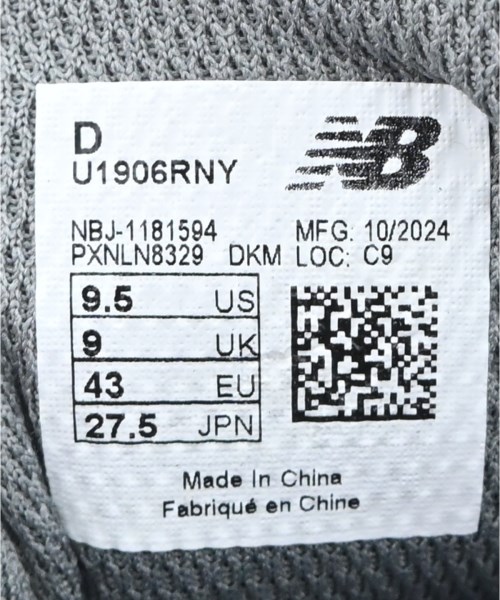 D
NB
U1906RNY
NBJ-1181594 MFG: 10/2024
PXNLN8329 DKM LOC: C9
9.5 US
9 UK
43 EU
27.5 JPN
Made In China
Fabriqué en Chine